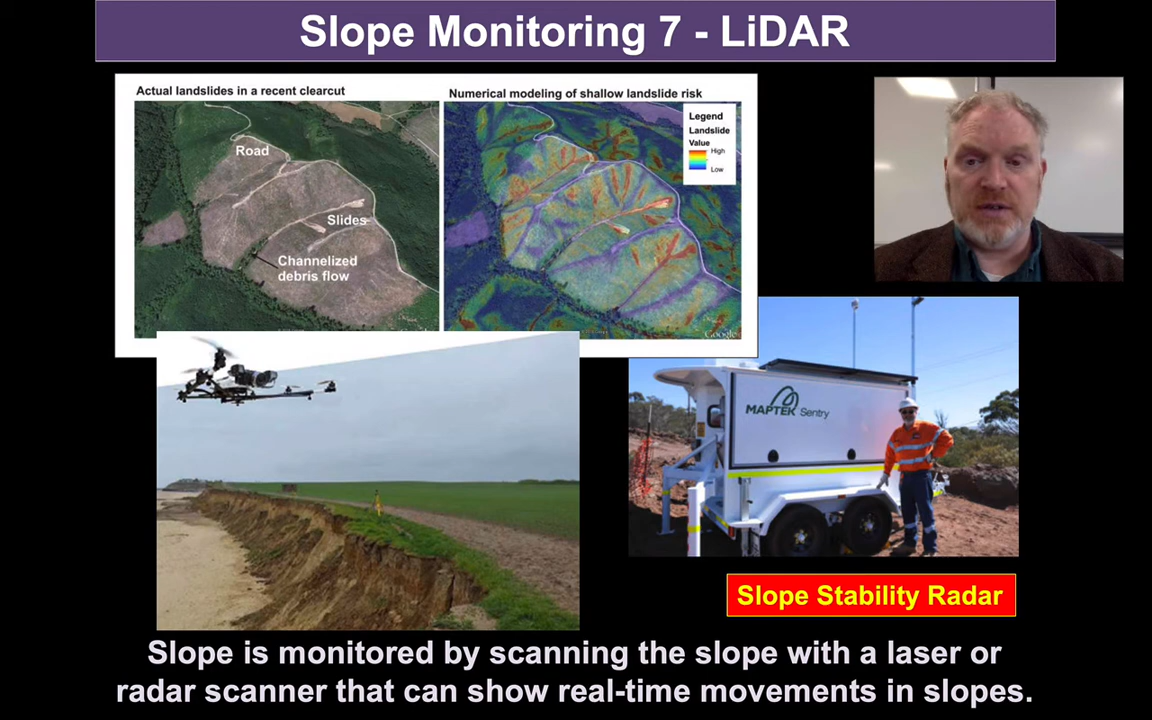 Slope Monitoring 7 - LiDAR
Actual landslides in a recent clearcut
Numerical modeling of shallow landslide risk
Road
Slides
Channelized
debris flow
Legend
Landslide
Value
High
Low
Google
MAPTEK Sentry
Slope Stability Radar
Slope is monitored by scanning the slope with a laser or
radar scanner that can show real-time movements in slopes.